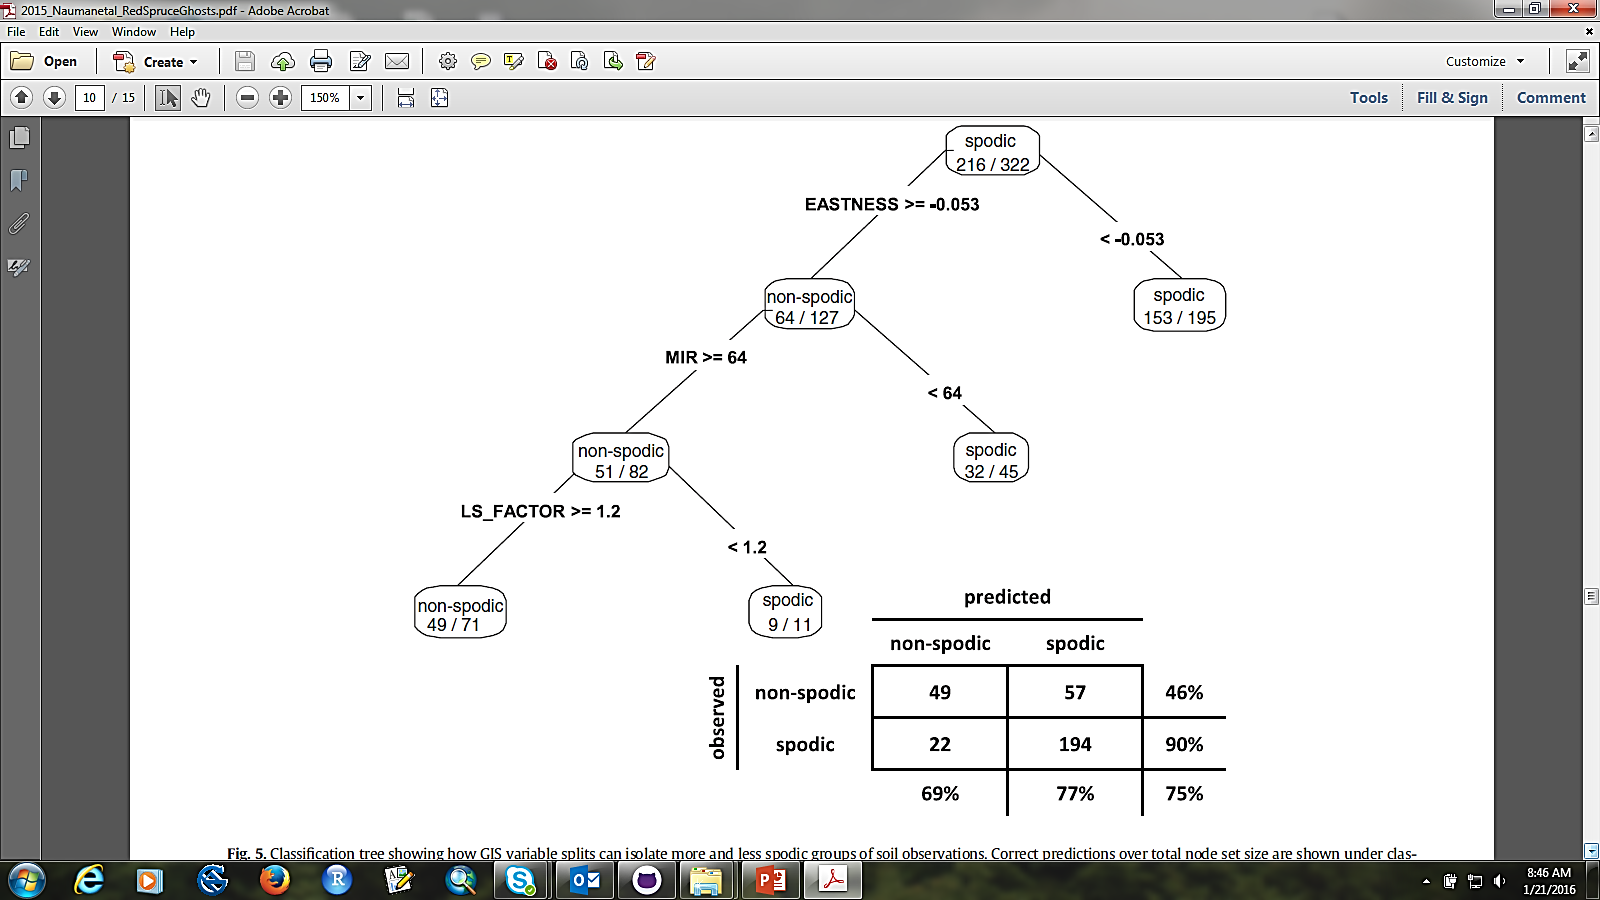 2015_Naumanetal_RedSpruceGhosts.pdf - Adobe Acrobat
File Edit View Window Help
Open Create Customize
10 / 15 150% Tools Fill & Sign Comment
spodic
216 / 322
EASTNESS >= -0.053
< -0.053
non-spodic
64 / 127
spodic
153 / 195
MIR >= 64
< 64
non-spodic
51 / 82
spodic
32 / 45
LS_FACTOR >= 1.2
< 1.2
non-spodic
49 / 71
spodic
9 / 11
predicted
non-spodic spodic
observed
non-spodic 49 57 46%
spodic 22 194 90%
69% 77% 75%
Fig. 5. Classification tree showing how GIS variable splits can isolate more and less spodic groups of soil observations. Correct predictions over total node set size are shown under clas-
8:46 AM
1/21/2016